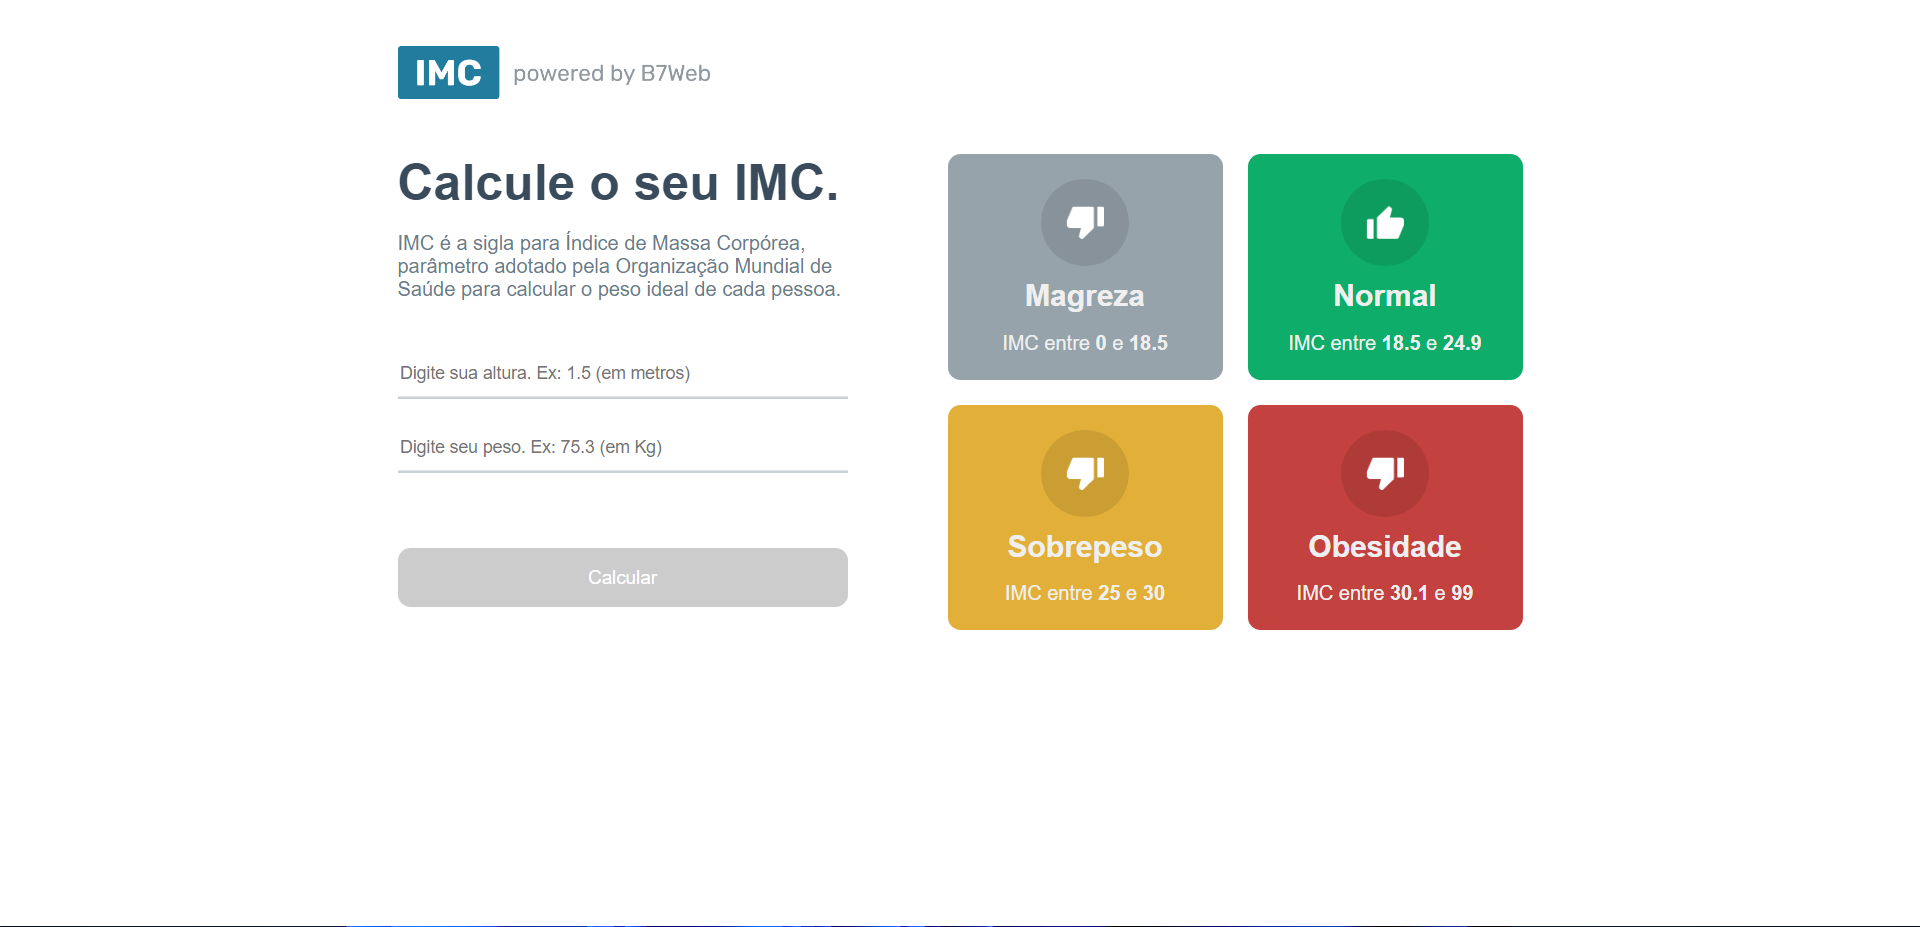 IMC powered by B7Web
Calcule o seu IMC.
IMC é a sigla para Índice de Massa Corpórea,
parâmetro adotado pela Organização Mundial de
Saúde para calcular o peso ideal de cada pessoa.
Digite sua altura. Ex: 1.5 (em metros)
Digite seu peso. Ex: 75.3 (em Kg)
Calcular
Magreza
IMC entre 0 e 18.5
Normal
IMC entre 18.5 e 24.9
Sobrepeso
IMC entre 25 e 30
Obesidade
IMC entre 30.1 e 99